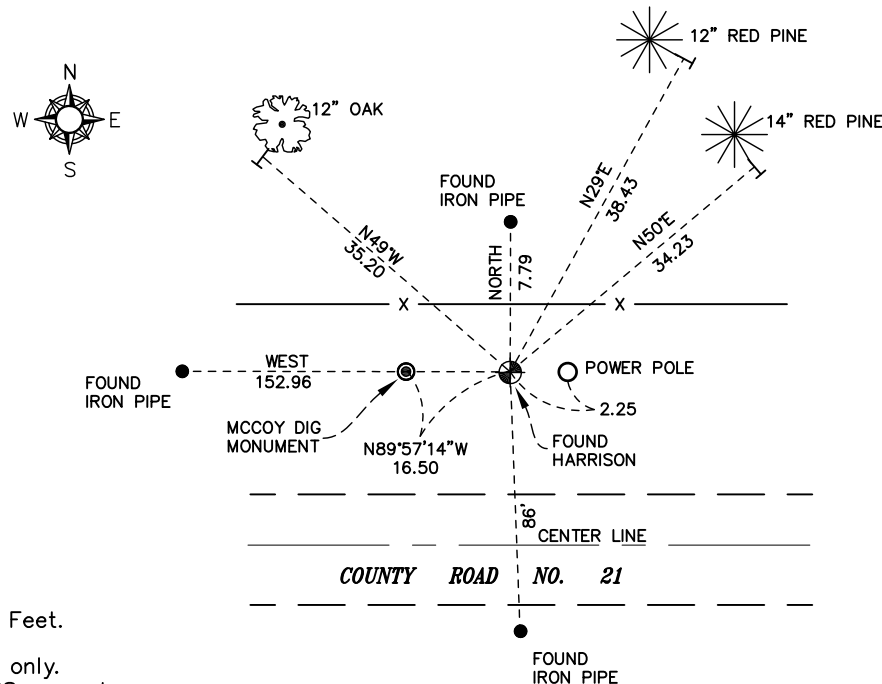 12" RED PINE
N
W
E
S
12" OAK
14" RED PINE
FOUND
IRON PIPE
N29°E
38.43
N50°E
34.23
N49°W
35.20
NORTH
7.79
X
X
WEST
152.96
POWER POLE
FOUND
IRON PIPE
2.25
MCCOY DIG
MONUMENT
N89°57'14"W
16.50
FOUND
HARRISON
86'
CENTER LINE
COUNTY ROAD NO. 21
Feet.
only.
FOUND
IRON PIPE